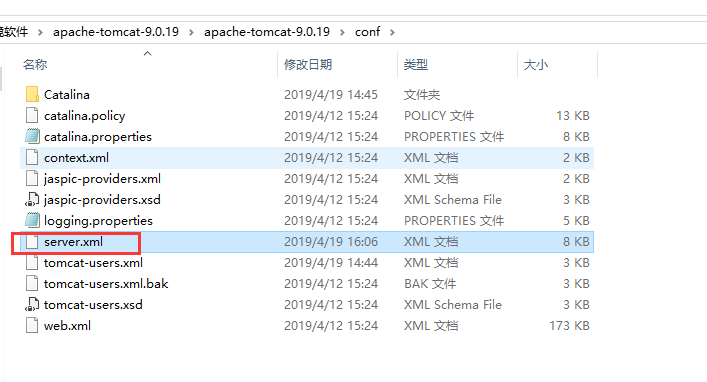 境软件 > apache-tomcat-9.0.19 > apache-tomcat-9.0.19 > conf >
名称 修改日期 类型 大小
Catalina 2019/4/19 14:45 文件夹
catalina.policy 2019/4/12 15:24 POLICY 文件 13 KB
catalina.properties 2019/4/12 15:24 PROPERTIES 文件 8 KB
context.xml 2019/4/12 15:24 XML 文档 2 KB
jaspic-providers.xml 2019/4/12 15:24 XML 文档 2 KB
jaspic-providers.xsd 2019/4/12 15:24 XML Schema File 3 KB
logging.properties 2019/4/12 15:24 PROPERTIES 文件 5 KB
server.xml 2019/4/19 16:06 XML 文档 8 KB
tomcat-users.xml 2019/4/19 14:44 XML 文档 3 KB
tomcat-users.xml.bak 2019/4/12 15:24 BAK 文件 3 KB
tomcat-users.xsd 2019/4/12 15:24 XML Schema File 3 KB
web.xml 2019/4/12 15:24 XML 文档 173 KB